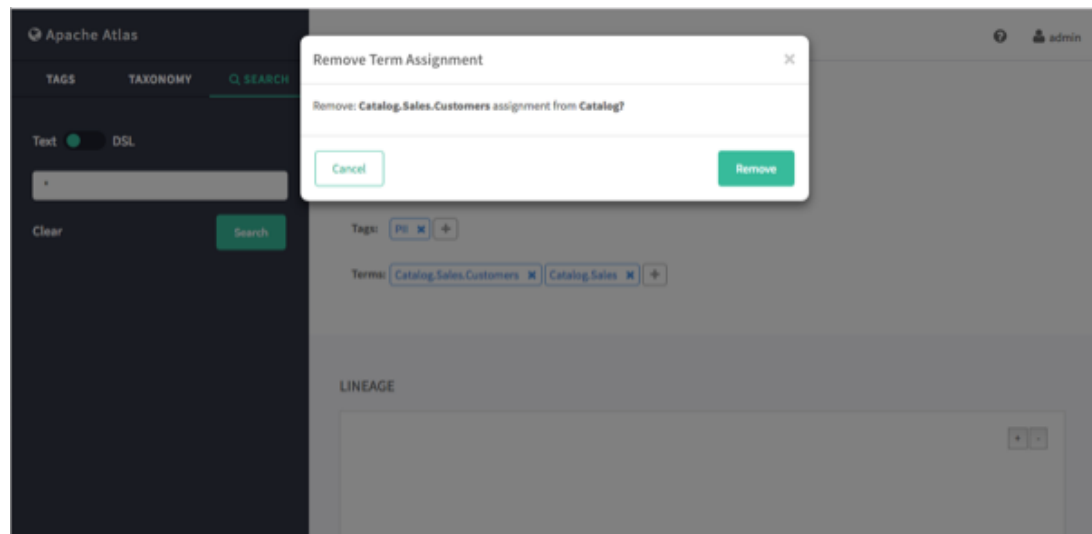 Apache Atlas
admin
TAGS TAXONOMY SEARCH
Remove Term Assignment ×
Remove: Catalog.Sales.Customers assignment from Catalog?
Cancel Remove
Text DSL
*
Clear Search
Tags: PII × +
Terms: Catalog.Sales.Customers × Catalog.Sales × +
LINEAGE
+ -